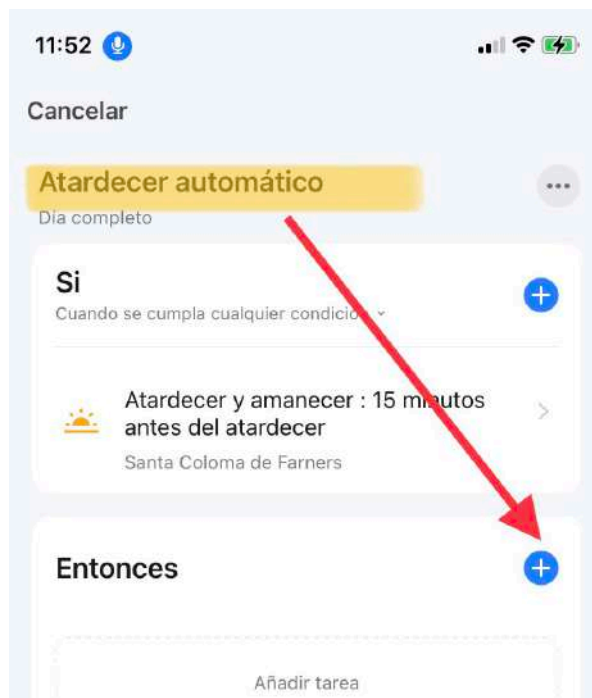 11:52
Cancelar
Atardecer automático
Día completo
Si
Cuando se cumpla cualquier condición
Atardecer y amanecer : 15 minutos
antes del atardecer
Santa Coloma de Farners
Entonces
Añadir tarea